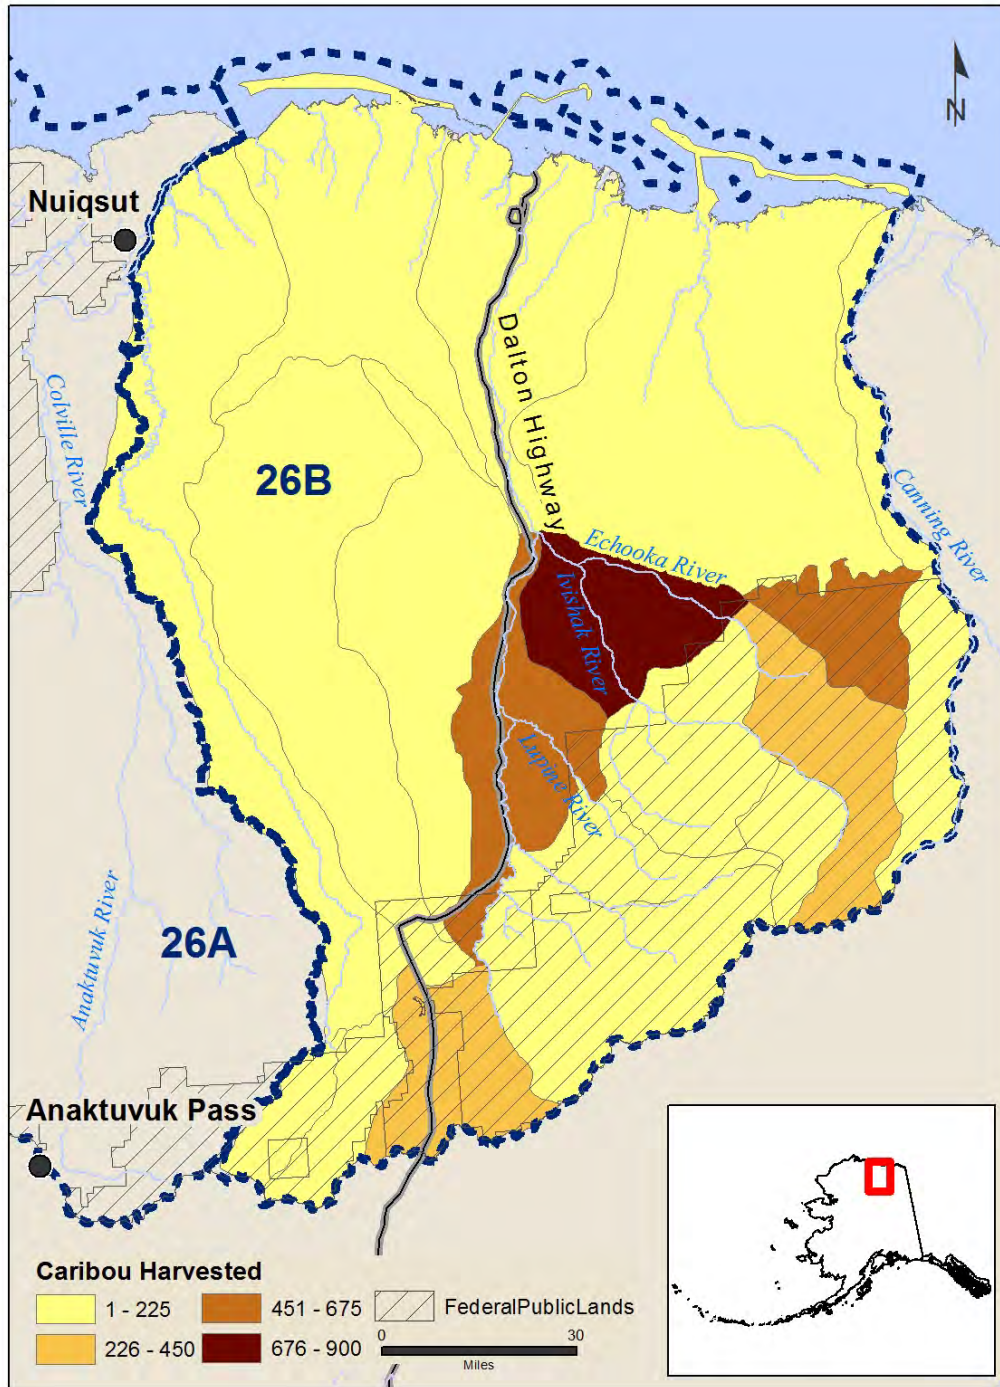 N
Nuiqsut
Dalton Highway
Colville River
26B
Canning River
Echooka River
Ivishak River
Lupine River
Anaktuvuk River
26A
Anaktuvuk Pass
Caribou Harvested
1 - 225
451 - 675
FederalPublicLands
226 - 450
676 - 900
0
30
Miles